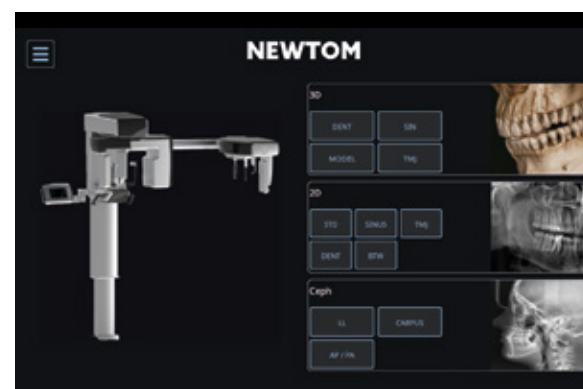 NEWTOM
3D
DENT SIN
MODEL TMJ
2D
STD SINUS TMJ
DENT BTW
Ceph
LL CARPUS
AP / PA